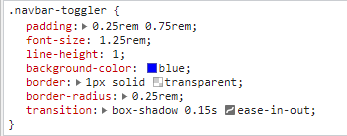 .navbar-toggler {
padding: 0.25rem 0.75rem;
font-size: 1.25rem;
line-height: 1;
background-color: blue;
border: 1px solid transparent;
border-radius: 0.25rem;
transition: box-shadow 0.15s ease-in-out;
}